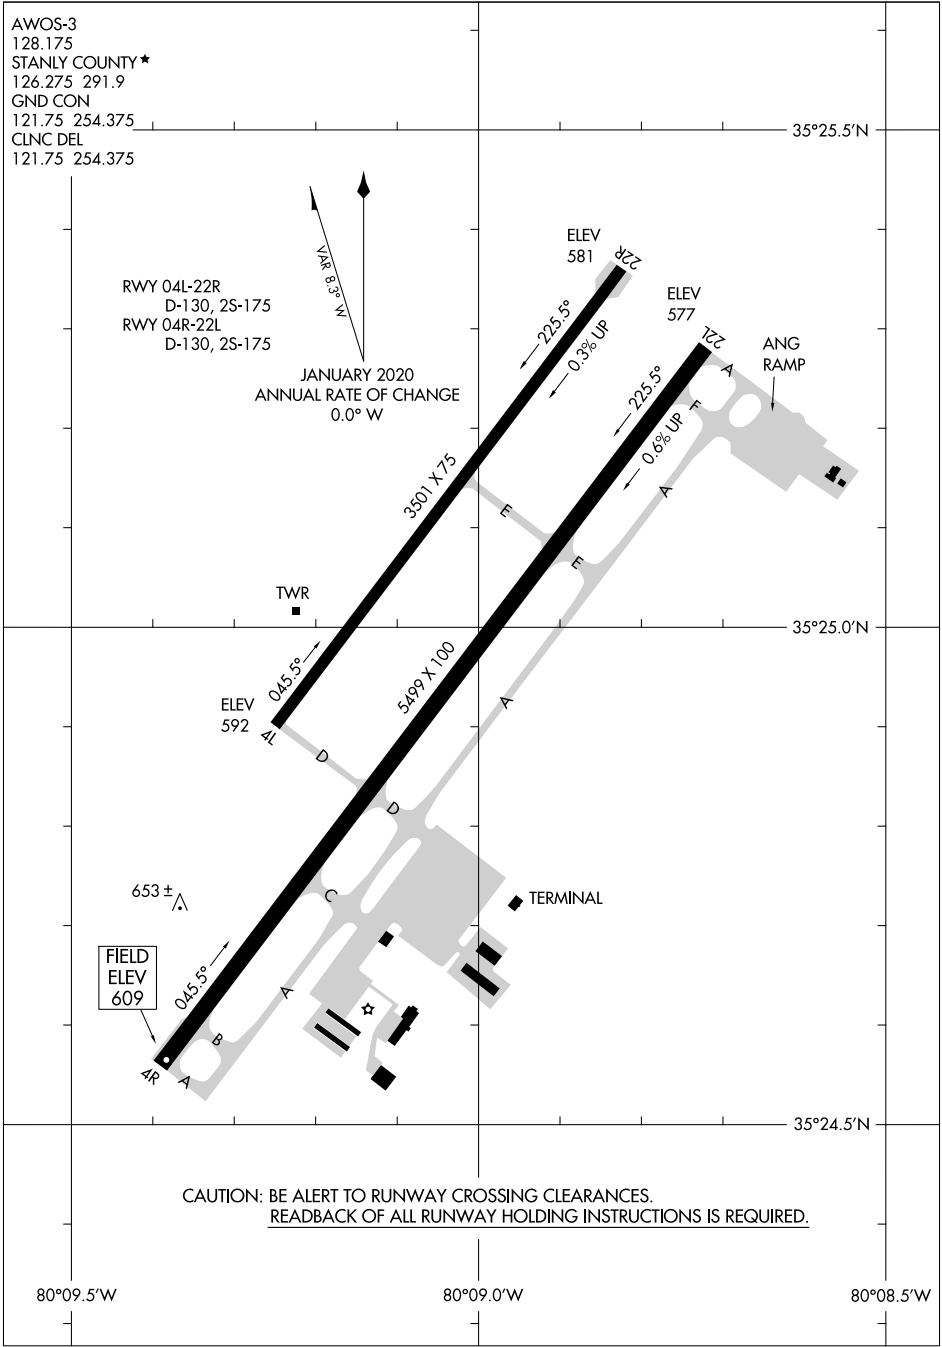 AWOS-3
128.175
STANLY COUNTY★
126.275 291.9
GND CON
121.75 254.375
CLNC DEL
121.75 254.375
35°25.5'N
VAR 8.3° W
JANUARY 2020
ANNUAL RATE OF CHANGE
0.0° W
RWY 04L-22R
D-130, 2S-175
RWY 04R-22L
D-130, 2S-175
ELEV
581
22R
ELEV
577
22L
ANG
RAMP
225.5°
0.3% UP
225.5°
0.6% UP
A
F
A
3501 X 75
E
E
TWR
35°25.0'N
045.5°
5499 X 100
A
ELEV
592
4L
D
D
653 ±
C
TERMINAL
FIELD
ELEV
609
045.5°
A
B
4R
A
35°24.5'N
CAUTION: BE ALERT TO RUNWAY CROSSING CLEARANCES.
READBACK OF ALL RUNWAY HOLDING INSTRUCTIONS IS REQUIRED.
80°09.5'W
80°09.0'W
80°08.5'W